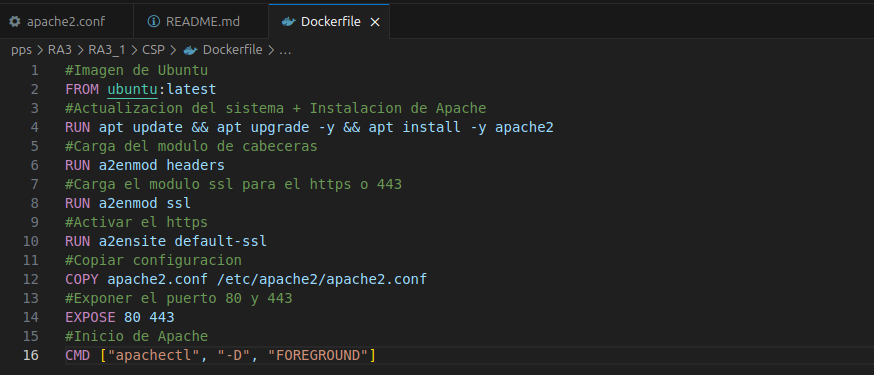 apache2.conf README.md Dockerfile
pps > RA3 > RA3_1 > CSP > Dockerfile > ...
1 #Imagen de Ubuntu
2 FROM ubuntu:latest
3 #Actualizacion del sistema + Instalacion de Apache
4 RUN apt update && apt upgrade -y && apt install -y apache2
5 #Carga del modulo de cabeceras
6 RUN a2enmod headers
7 #Carga el modulo ssl para el https o 443
8 RUN a2enmod ssl
9 #Activar el https
10 RUN a2ensite default-ssl
11 #Copiar configuracion
12 COPY apache2.conf /etc/apache2/apache2.conf
13 #Exponer el puerto 80 y 443
14 EXPOSE 80 443
15 #Inicio de Apache
16 CMD ["apachectl", "-D", "FOREGROUND"]